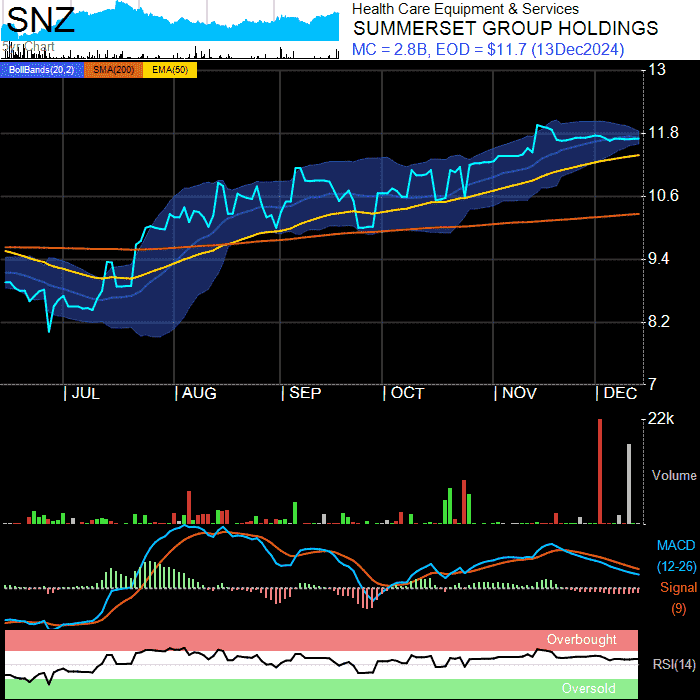 SNZ
5yr Chart
Health Care Equipment & Services
SUMMERSET GROUP HOLDINGS
MC = 2.8B, EOD = $11.7 (13Dec2024)
BollBands(20,2) SMA(200) EMA(50)
13
11.8
10.6
9.4
8.2
7
JUL AUG SEP OCT NOV DEC
22k
Volume
MACD
(12-26)
Signal
(9)
Overbought
RSI(14)
Oversold